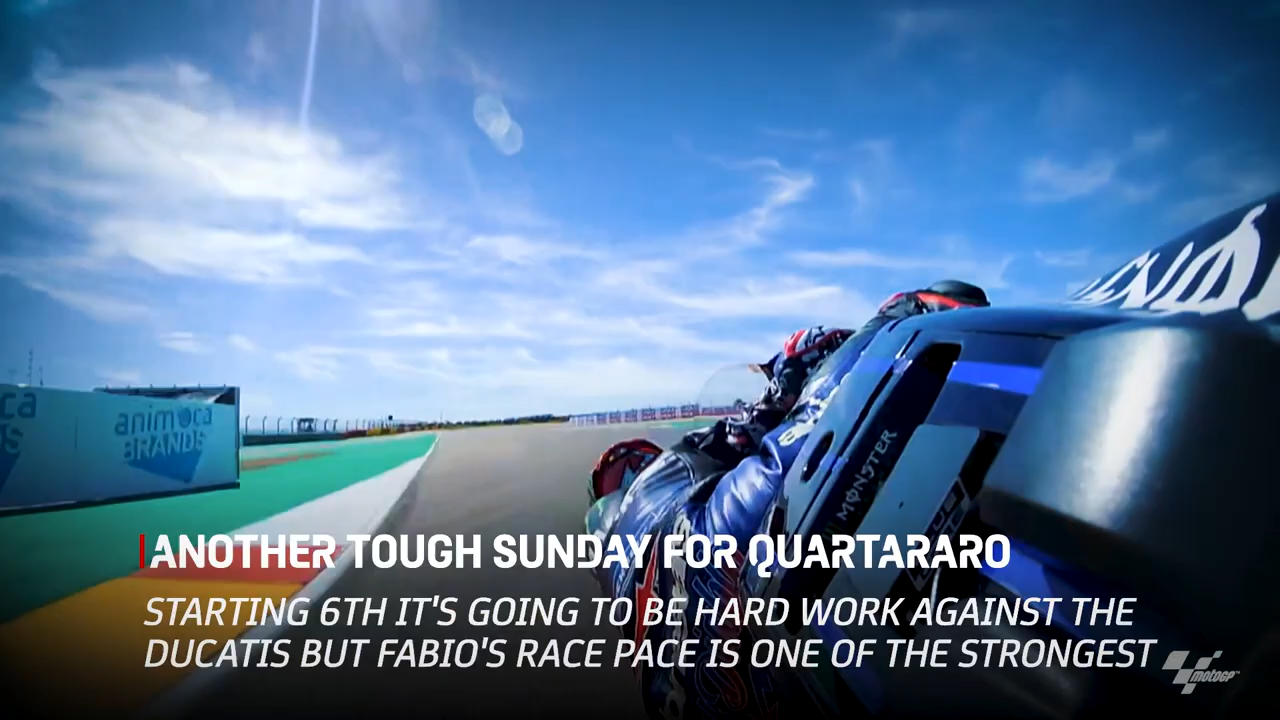 animoca
BRANDS
MONSTER
ANOTHER TOUGH SUNDAY FOR QUARTARARO
STARTING 6TH IT'S GOING TO BE HARD WORK AGAINST THE
DUCATIS BUT FABIO'S RACE PACE IS ONE OF THE STRONGEST
motoGP